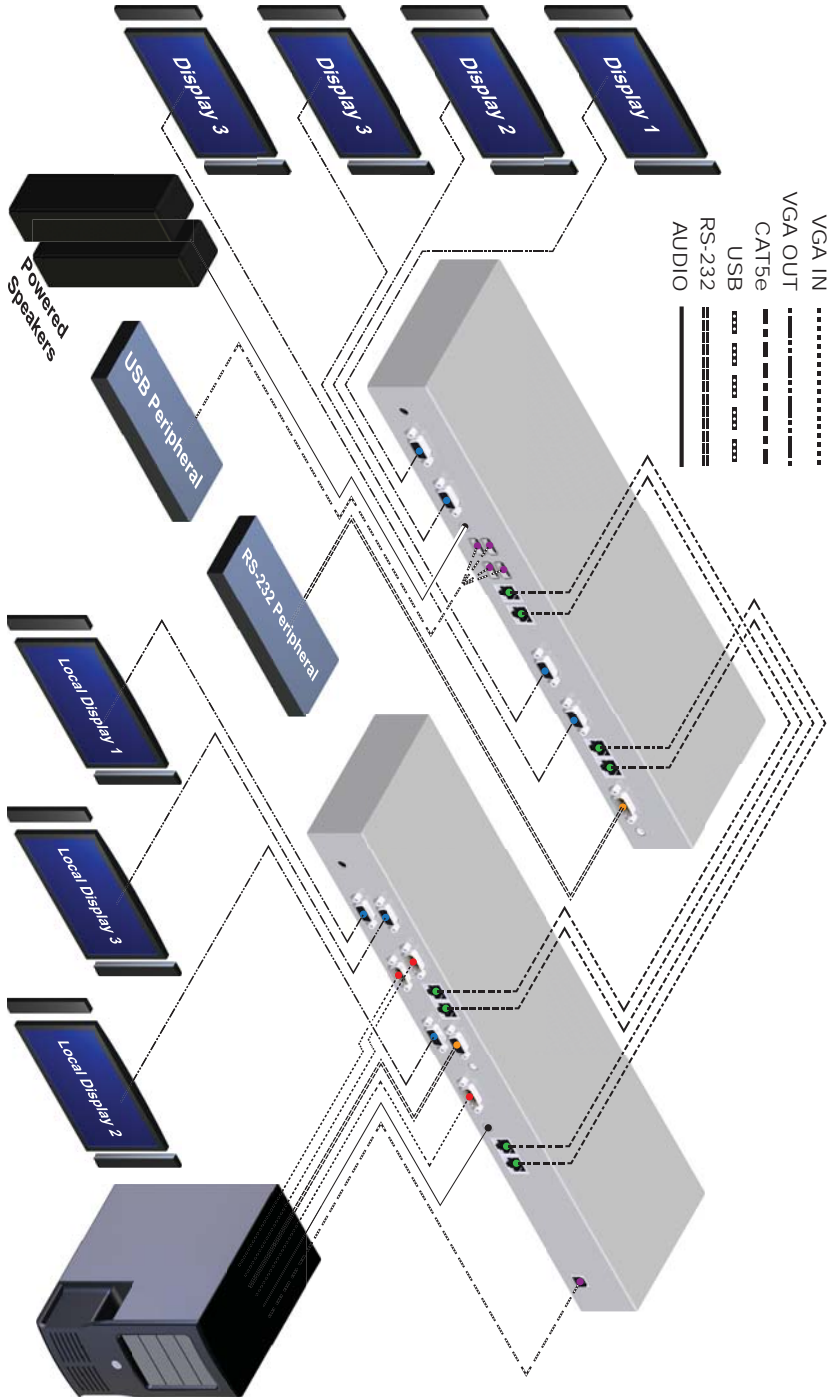 Display 3
Display 3
Display 2
Display 1
VGA IN
VGA OUT
CAT5e
USB
RS-232
AUDIO
Powered
Speakers
USB Peripheral
RS-232 Peripheral
Local Display 1
Local Display 3
Local Display 2